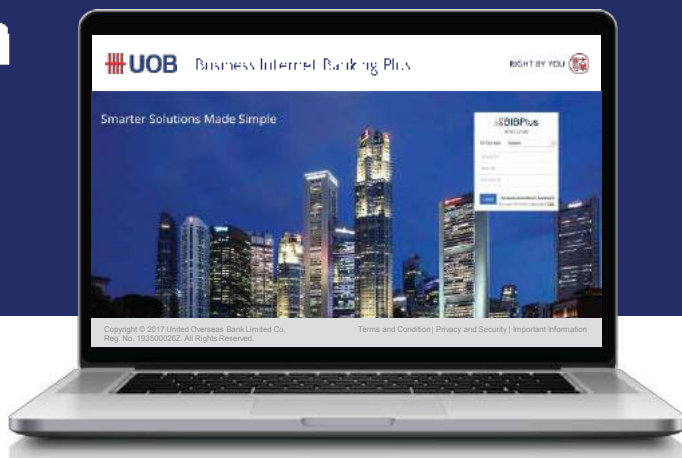 UOB Business Internet Banking Plus RIGHT BY YOU
Smarter Solutions Made Simple
BIBPlus
Copyright © 2017 United Overseas Bank Limited Co.
Reg. No. 193500026Z. All Rights Reserved.
Terms and Condition | Privacy and Security | Important Information